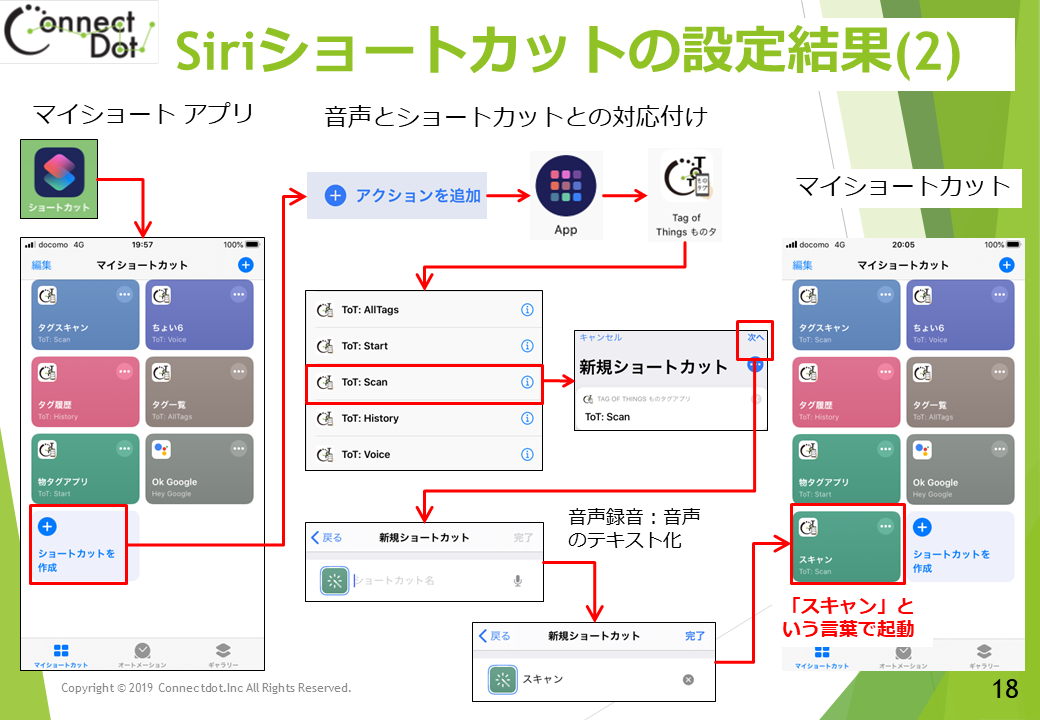 Connect
Dot.
Siriショートカットの設定結果(2)
マイショート アプリ
音声とショートカットとの対応付け
ショートカット
アクションを追加
App
Tag of
Things ものタ
マイショートカット
docomo 4G 19:57 100%
編集 マイショートカット
タグスキャン
ToT: Scan
ちょい6
ToT: Voice
タグ履歴
ToT: History
タグ一覧
ToT: AllTags
物タグアプリ
ToT: Start
Ok Google
Hey Google
ショートカットを
作成
マイショートカット オートメーション ギャラリー
ToT: AllTags
ToT: Start
ToT: Scan
ToT: History
ToT: Voice
キャンセル 次へ
新規ショートカット
TAG OF THINGS ものタグアプリ
ToT: Scan
音声録音：音声
のテキスト化
戻る 新規ショートカット 完了
ショートカット名
戻る 新規ショートカット 完了
スキャン
docomo 4G 20:05 100%
編集 マイショートカット
タグスキャン
ToT: Scan
ちょい6
ToT: Voice
タグ履歴
ToT: History
タグ一覧
ToT: AllTags
物タグアプリ
ToT: Start
Ok Google
Hey Google
スキャン
ToT: Scan
ショートカットを
作成
「スキャン」と
いう言葉で起動
マイショートカット オートメーション ギャラリー
Copyright © 2019 Connectdot.Inc All Rights Reserved.
18